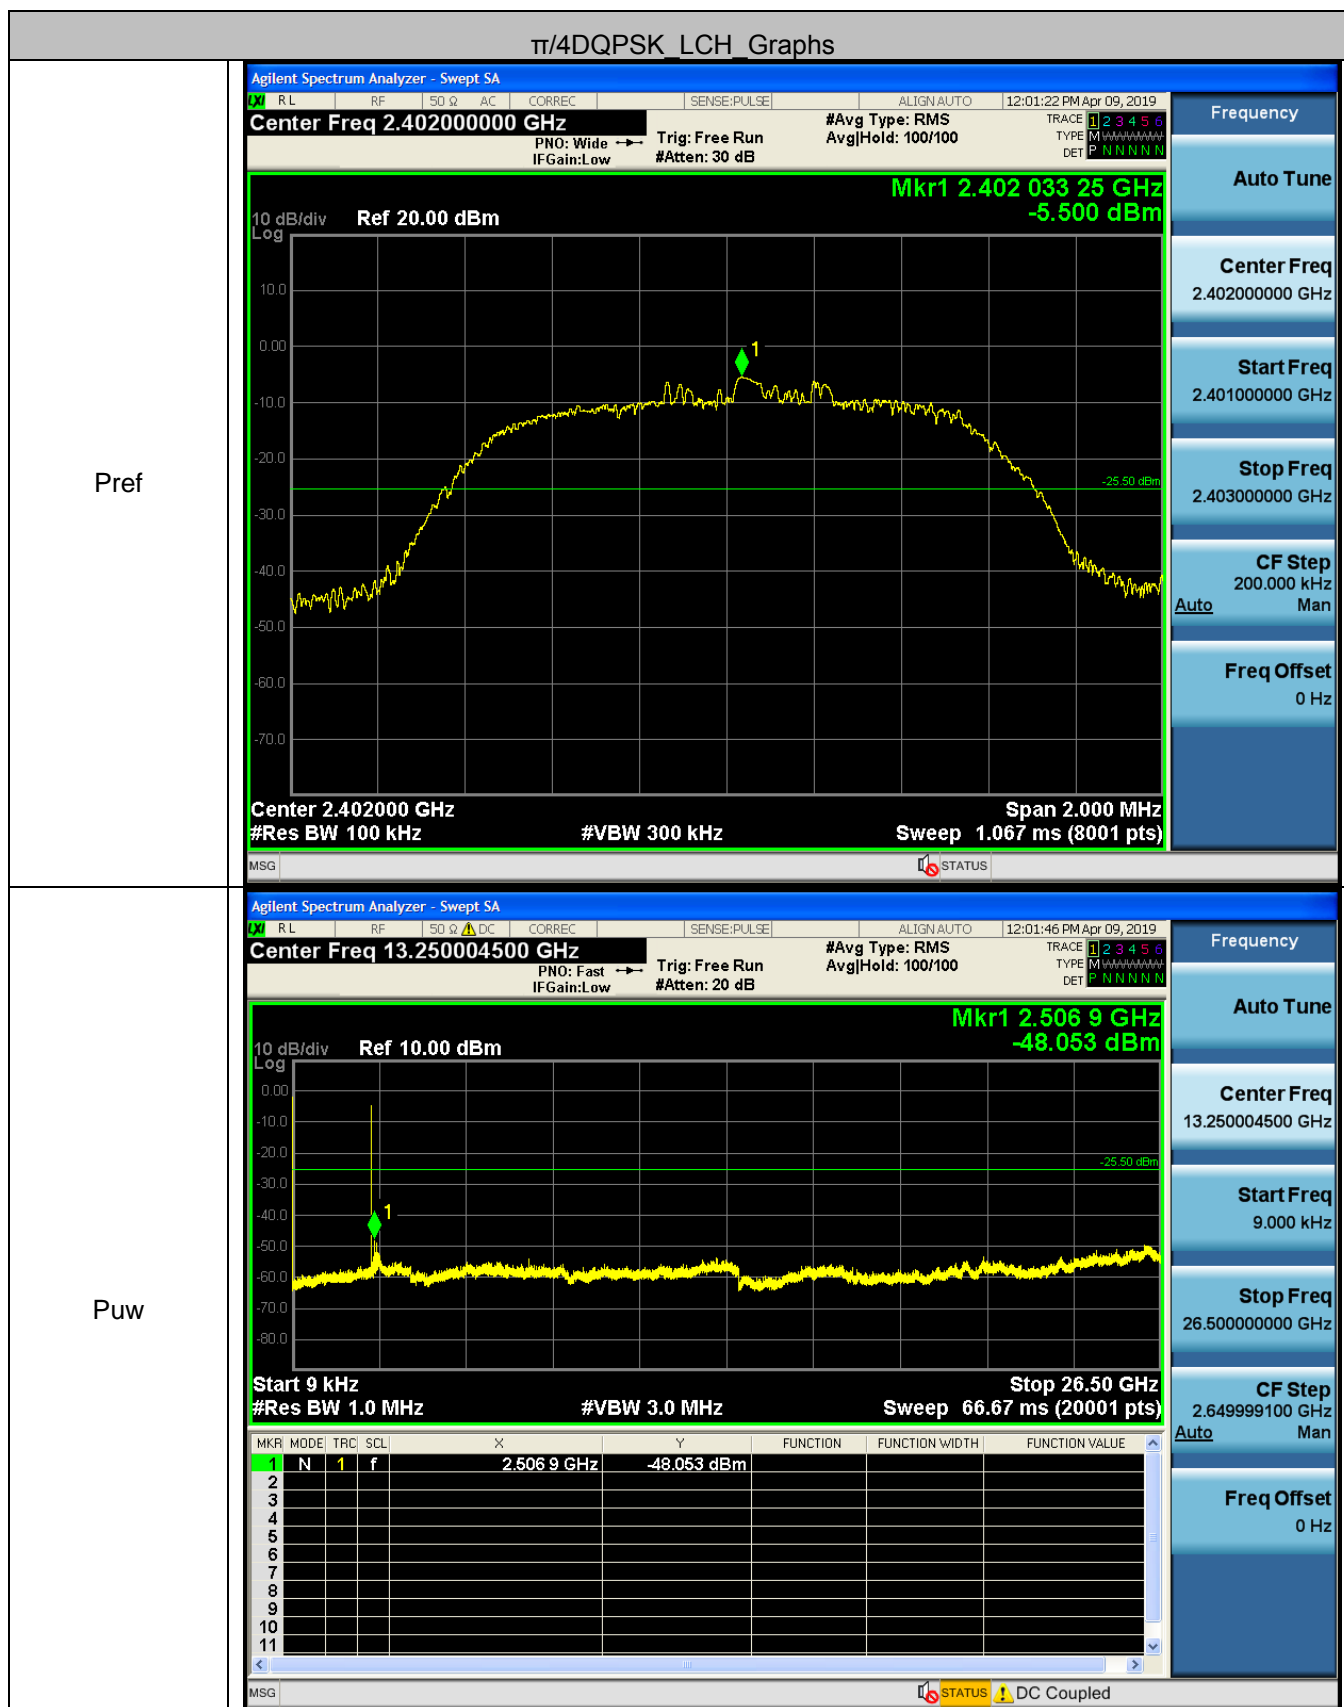 π/4DQPSK_LCH_Graphs
Pref
Agilent Spectrum Analyzer - Swept SA
LXI RL RF 50 Ω AC CORREC SENSE:PULSE ALIGN AUTO 12:01:22 PM Apr 09, 2019
Center Freq 2.402000000 GHz
PNO: Wide
IFGain:Low
Trig: Free Run
#Atten: 30 dB
#Avg Type: RMS
Avg|Hold: 100/100
TRACE 1 2 3 4 5 6
TYPE M
DET P N N N N N
Mkr1 2.402 033 25 GHz
-5.500 dBm
10 dB/div Ref 20.00 dBm
Log
10.0
0.00
1
-10.0
-20.0
-25.50 dBm
-30.0
-40.0
-50.0
-60.0
-70.0
Center 2.402000 GHz Span 2.000 MHz
#Res BW 100 kHz #VBW 300 kHz Sweep 1.067 ms (8001 pts)
MSG STATUS
Frequency
Auto Tune
Center Freq
2.402000000 GHz
Start Freq
2.401000000 GHz
Stop Freq
2.403000000 GHz
CF Step
200.000 kHz
Auto Man
Freq Offset
0 Hz
Puw
Agilent Spectrum Analyzer - Swept SA
LXI RL RF 50 Ω DC CORREC SENSE:PULSE ALIGN AUTO 12:01:46 PM Apr 09, 2019
Center Freq 13.250004500 GHz
PNO: Fast
IFGain:Low
Trig: Free Run
#Atten: 20 dB
#Avg Type: RMS
Avg|Hold: 100/100
TRACE 1 2 3 4 5 6
TYPE M
DET P N N N N N
Mkr1 2.506 9 GHz
-48.053 dBm
10 dB/div Ref 10.00 dBm
Log
0.00
-10.0
-20.0
-25.50 dBm
-30.0
-40.0
1
-50.0
-60.0
-70.0
-80.0
Start 9 kHz Stop 26.50 GHz
#Res BW 1.0 MHz #VBW 3.0 MHz Sweep 66.67 ms (20001 pts)
MKR MODE TRC SCL X Y FUNCTION FUNCTION WIDTH FUNCTION VALUE
1 N 1 f 2.506 9 GHz -48.053 dBm
2
3
4
5
6
7
8
9
10
11
MSG STATUS DC Coupled
Frequency
Auto Tune
Center Freq
13.250004500 GHz
Start Freq
9.000 kHz
Stop Freq
26.500000000 GHz
CF Step
2.649999100 GHz
Auto Man
Freq Offset
0 Hz